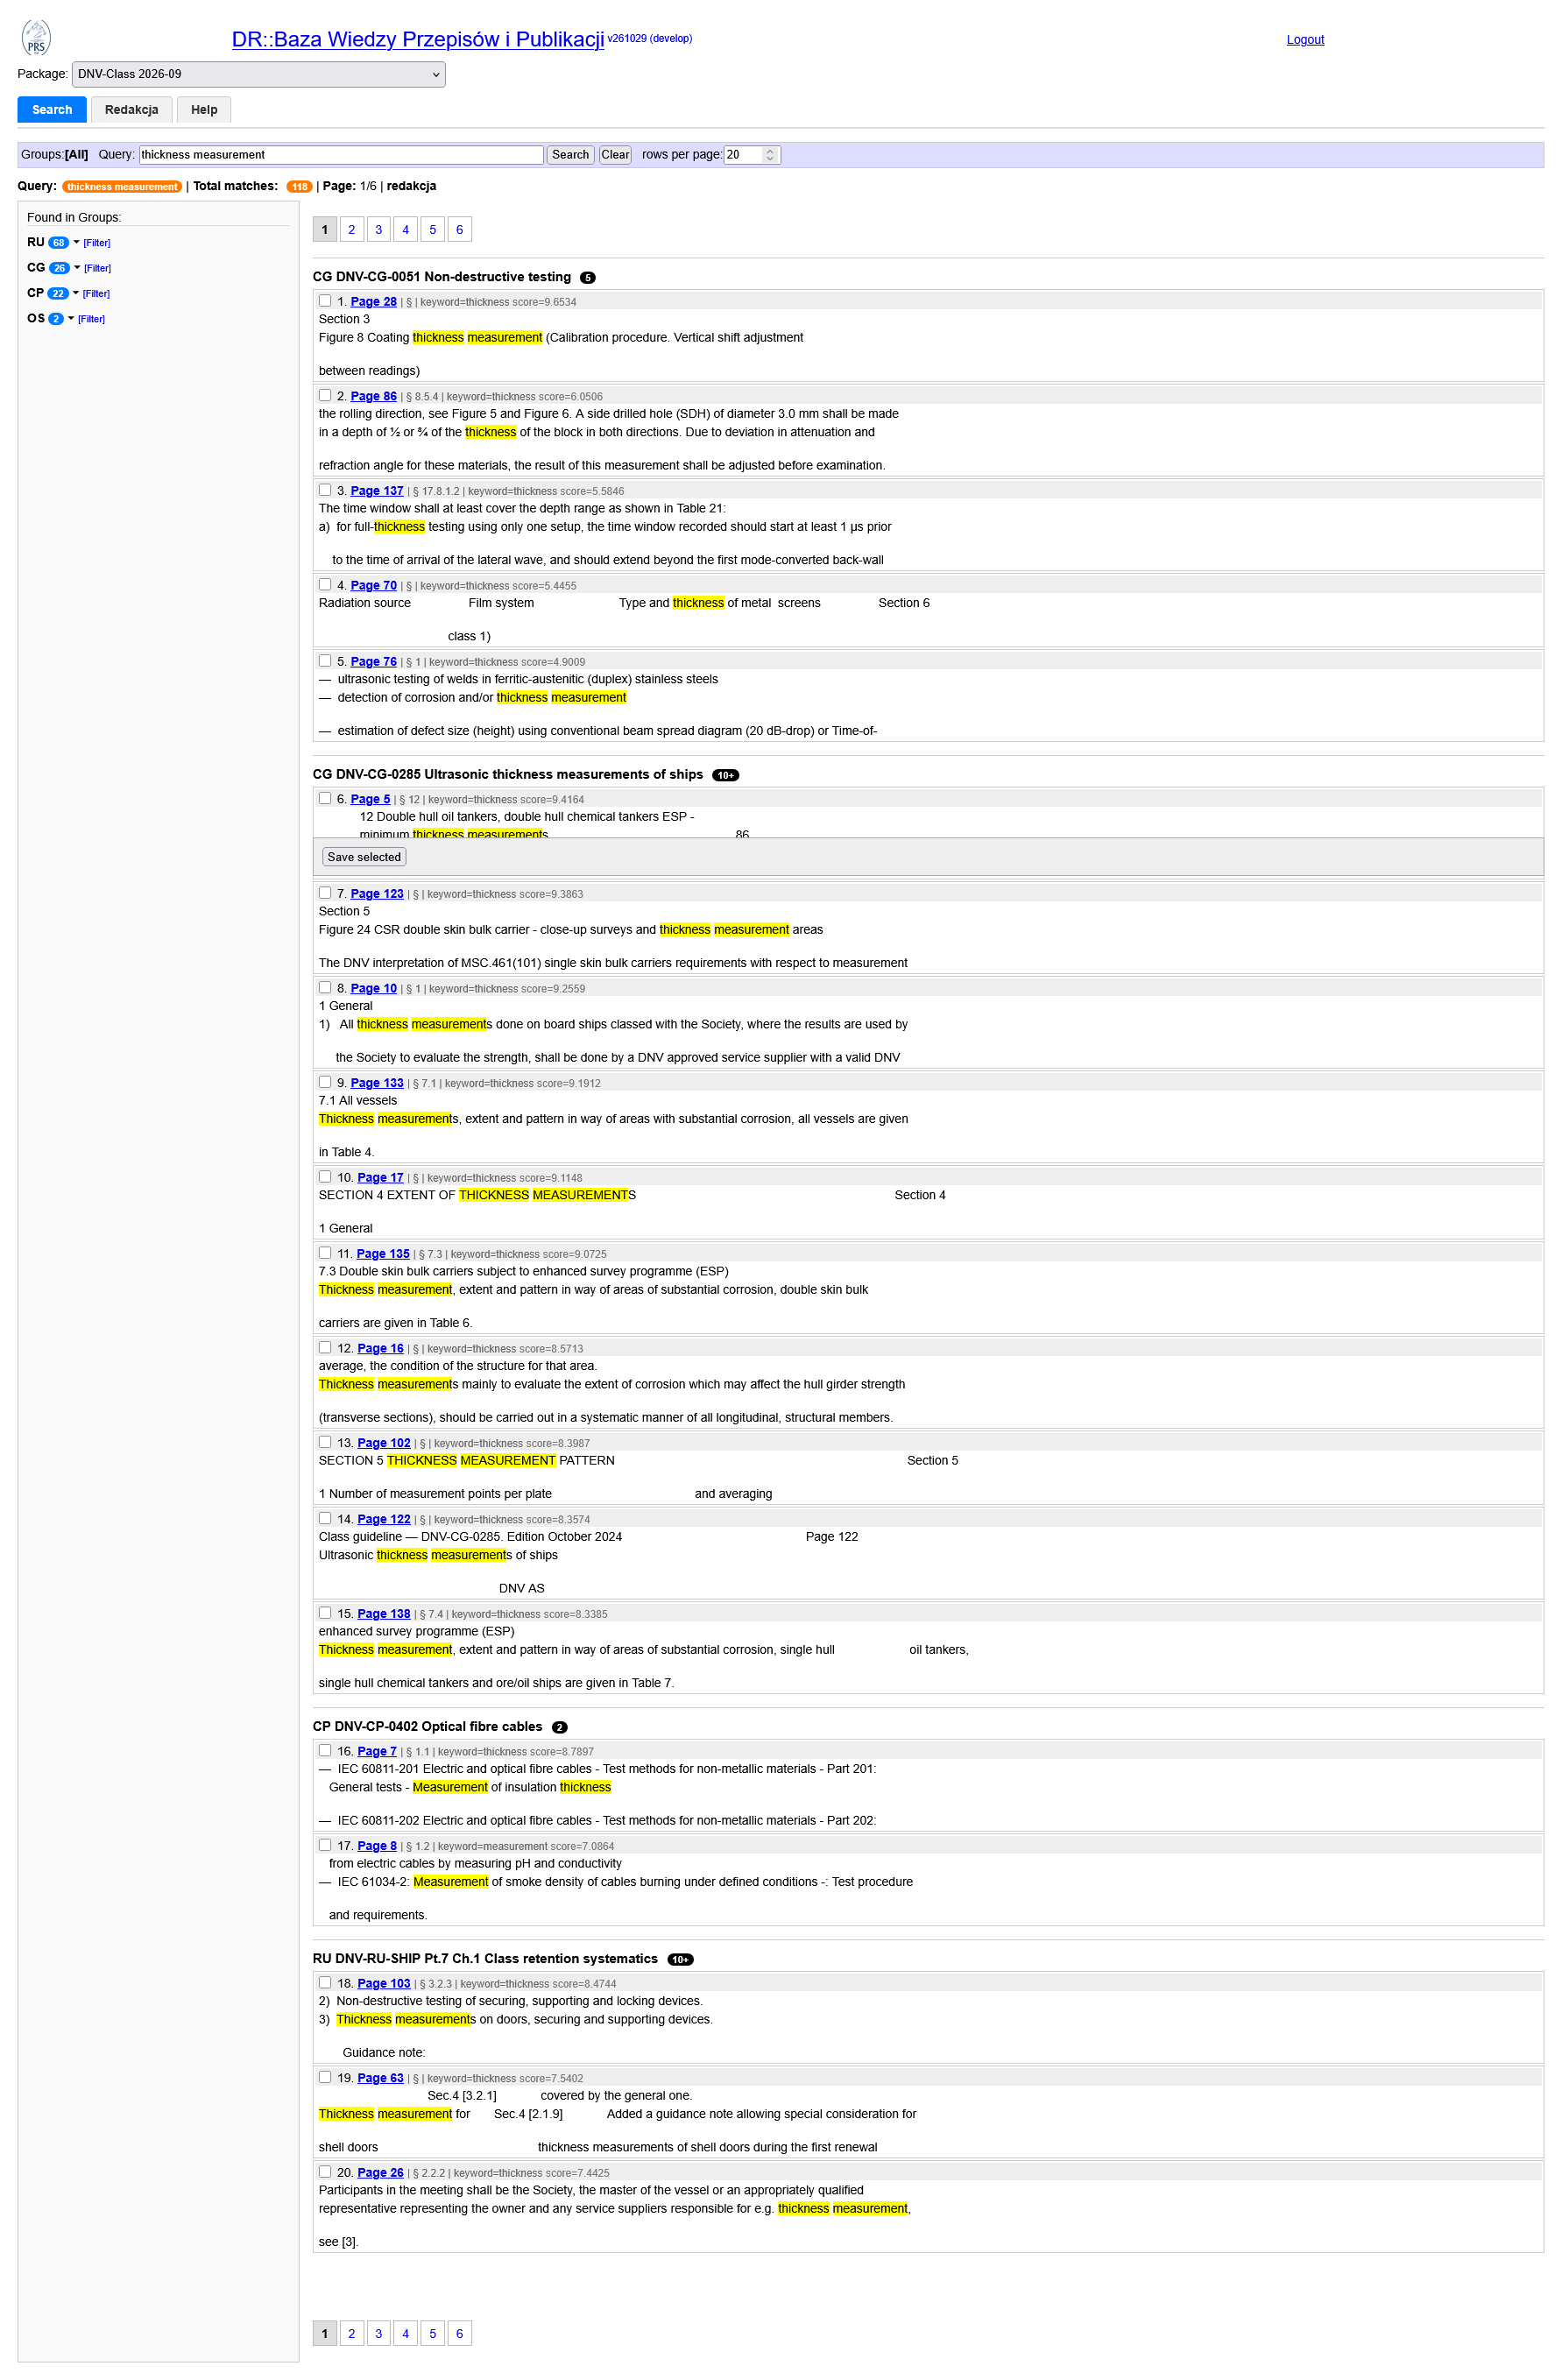 PRS
DR::Baza Wiedzy Przepisów i Publikacji v261029 (develop)
Logout
Package: DNV-Class 2026-09
Search Redakcja Help
Groups:[All] Query: thickness measurement Search Clear rows per page: 20
Query: thickness measurement | Total matches: 118 | Page: 1/6 | redakcja
Found in Groups:
RU 68 [Filter]
CG 26 [Filter]
CP 22 [Filter]
OS 2 [Filter]
1 2 3 4 5 6
CG DNV-CG-0051 Non-destructive testing 5
1. Page 28 | § | keyword=thickness score=9.6534
Section 3
Figure 8 Coating thickness measurement (Calibration procedure. Vertical shift adjustment
between readings)
2. Page 86 | § 8.5.4 | keyword=thickness score=6.0506
the rolling direction, see Figure 5 and Figure 6. A side drilled hole (SDH) of diameter 3.0 mm shall be made
in a depth of ½ or ¾ of the thickness of the block in both directions. Due to deviation in attenuation and
refraction angle for these materials, the result of this measurement shall be adjusted before examination.
3. Page 137 | § 17.8.1.2 | keyword=thickness score=5.5846
The time window shall at least cover the depth range as shown in Table 21:
a) for full-thickness testing using only one setup, the time window recorded should start at least 1 µs prior
to the time of arrival of the lateral wave, and should extend beyond the first mode-converted back-wall
4. Page 70 | § | keyword=thickness score=5.4455
Radiation source Film system Type and thickness of metal screens Section 6
class 1)
5. Page 76 | § 1 | keyword=thickness score=4.9009
— ultrasonic testing of welds in ferritic-austenitic (duplex) stainless steels
— detection of corrosion and/or thickness measurement
— estimation of defect size (height) using conventional beam spread diagram (20 dB-drop) or Time-of-
CG DNV-CG-0285 Ultrasonic thickness measurements of ships 10+
6. Page 5 | § 12 | keyword=thickness score=9.4164
12 Double hull oil tankers, double hull chemical tankers ESP -
minimum thickness measurements 86
Save selected
7. Page 123 | § | keyword=thickness score=9.3863
Section 5
Figure 24 CSR double skin bulk carrier - close-up surveys and thickness measurement areas
The DNV interpretation of MSC.461(101) single skin bulk carriers requirements with respect to measurement
8. Page 10 | § 1 | keyword=thickness score=9.2559
1 General
1) All thickness measurements done on board ships classed with the Society, where the results are used by
the Society to evaluate the strength, shall be done by a DNV approved service supplier with a valid DNV
9. Page 133 | § 7.1 | keyword=thickness score=9.1912
7.1 All vessels
Thickness measurements, extent and pattern in way of areas with substantial corrosion, all vessels are given
in Table 4.
10. Page 17 | § | keyword=thickness score=9.1148
SECTION 4 EXTENT OF THICKNESS MEASUREMENTS Section 4
1 General
11. Page 135 | § 7.3 | keyword=thickness score=9.0725
7.3 Double skin bulk carriers subject to enhanced survey programme (ESP)
Thickness measurement, extent and pattern in way of areas of substantial corrosion, double skin bulk
carriers are given in Table 6.
12. Page 16 | § | keyword=thickness score=8.5713
average, the condition of the structure for that area.
Thickness measurements mainly to evaluate the extent of corrosion which may affect the hull girder strength
(transverse sections), should be carried out in a systematic manner of all longitudinal, structural members.
13. Page 102 | § | keyword=thickness score=8.3987
SECTION 5 THICKNESS MEASUREMENT PATTERN Section 5
1 Number of measurement points per plate and averaging
14. Page 122 | § | keyword=thickness score=8.3574
Class guideline — DNV-CG-0285. Edition October 2024 Page 122
Ultrasonic thickness measurements of ships
DNV AS
15. Page 138 | § 7.4 | keyword=thickness score=8.3385
enhanced survey programme (ESP)
Thickness measurement, extent and pattern in way of areas of substantial corrosion, single hull oil tankers,
single hull chemical tankers and ore/oil ships are given in Table 7.
CP DNV-CP-0402 Optical fibre cables 2
16. Page 7 | § 1.1 | keyword=thickness score=8.7897
— IEC 60811-201 Electric and optical fibre cables - Test methods for non-metallic materials - Part 201:
General tests - Measurement of insulation thickness
— IEC 60811-202 Electric and optical fibre cables - Test methods for non-metallic materials - Part 202:
17. Page 8 | § 1.2 | keyword=measurement score=7.0864
from electric cables by measuring pH and conductivity
— IEC 61034-2: Measurement of smoke density of cables burning under defined conditions -: Test procedure
and requirements.
RU DNV-RU-SHIP Pt.7 Ch.1 Class retention systematics 10+
18. Page 103 | § 3.2.3 | keyword=thickness score=8.4744
2) Non-destructive testing of securing, supporting and locking devices.
3) Thickness measurements on doors, securing and supporting devices.
Guidance note:
19. Page 63 | § | keyword=thickness score=7.5402
Sec.4 [3.2.1] covered by the general one.
Thickness measurement for Sec.4 [2.1.9] Added a guidance note allowing special consideration for
shell doors thickness measurements of shell doors during the first renewal
20. Page 26 | § 2.2.2 | keyword=thickness score=7.4425
Participants in the meeting shall be the Society, the master of the vessel or an appropriately qualified
representative representing the owner and any service suppliers responsible for e.g. thickness measurement,
see [3].
1 2 3 4 5 6